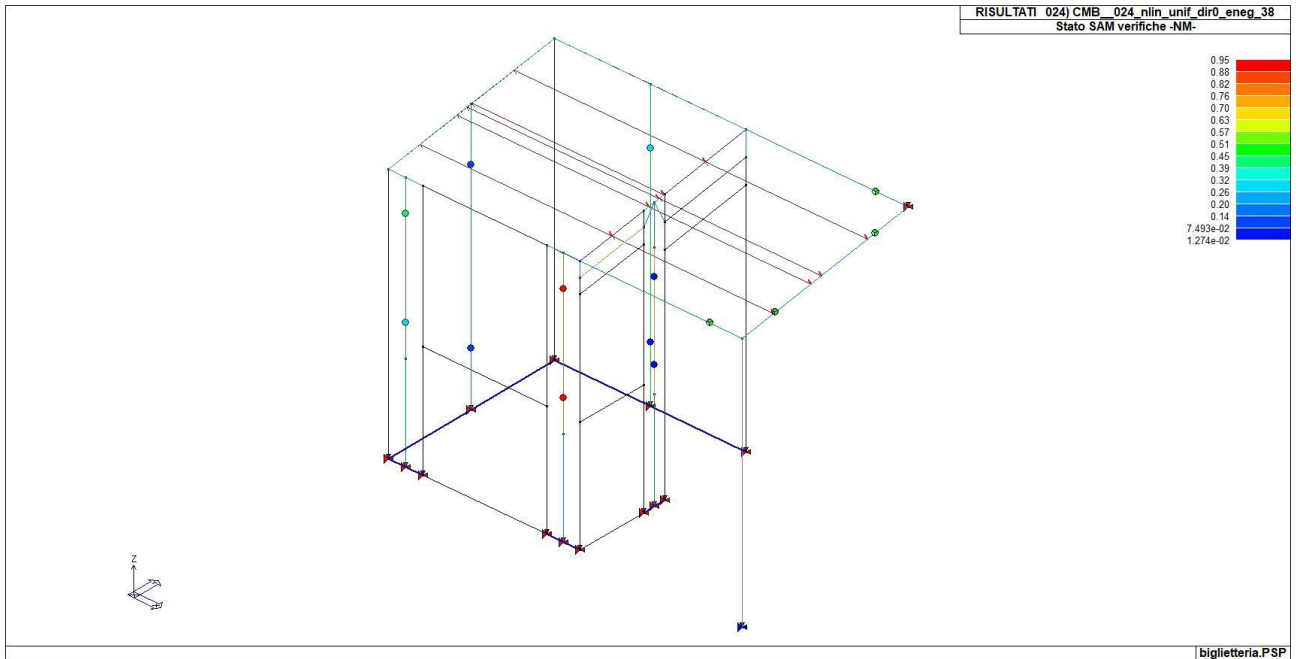 RISULTATI 024) CMB__024_nlin_unif_dir0_eneg_38
Stato SAM verifiche -NM-
0.95
0.88
0.82
0.76
0.70
0.63
0.57
0.51
0.45
0.39
0.32
0.26
0.20
0.14
7.493e-02
1.274e-02
Z
biglietteria.PSP